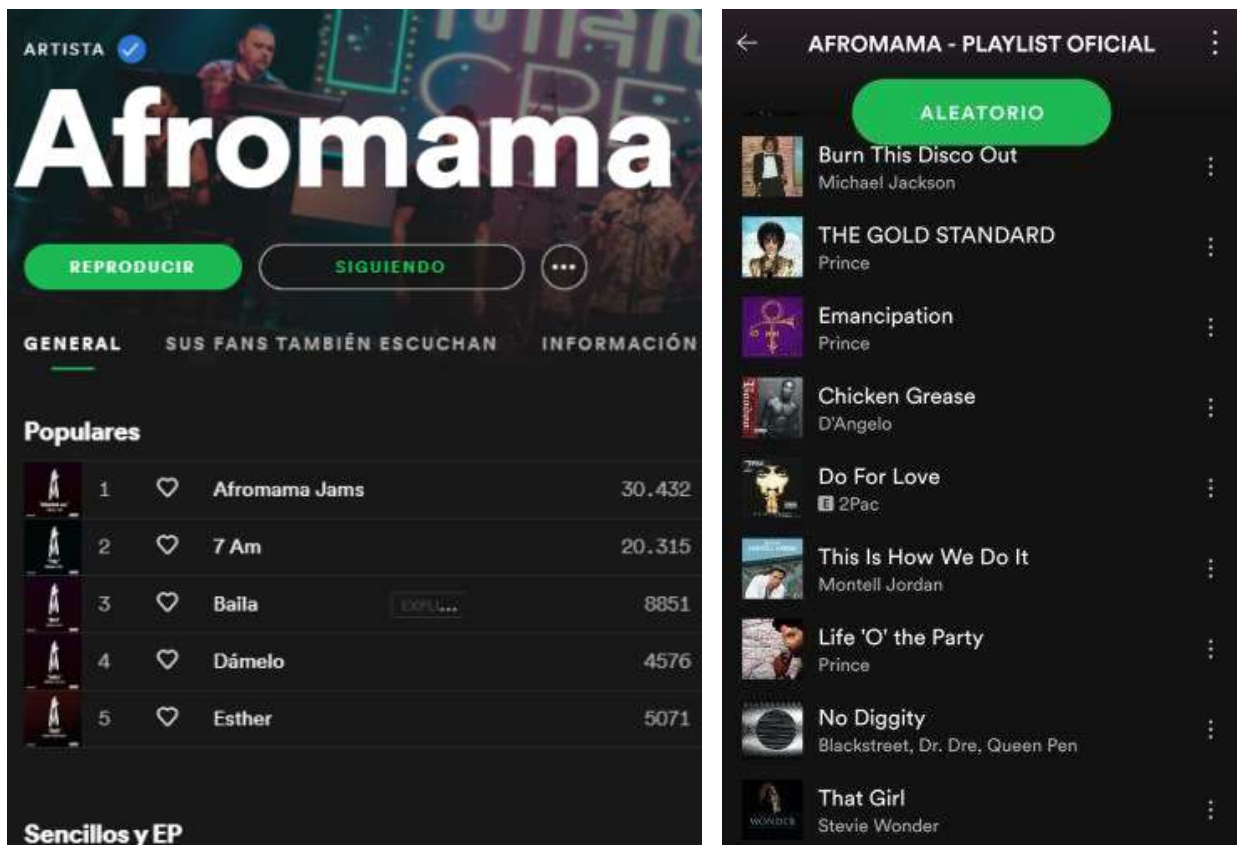 ARTISTA
Afromama
REPRODUCIR SIGUIENDO
GENERAL SUS FANS TAMBIÉN ESCUCHAN INFORMACIÓN
Populares
1 Afromama Jams 30.432
2 7 Am 20.315
3 Baila 8851
4 Dámelo 4576
5 Esther 5071
Sencillos y EP
AFROMAMA - PLAYLIST OFICIAL
ALEATORIO
Burn This Disco Out
Michael Jackson
THE GOLD STANDARD
Prince
Emancipation
Prince
Chicken Grease
D'Angelo
Do For Love
E 2Pac
This Is How We Do It
Montell Jordan
Life 'O' the Party
Prince
No Diggity
Blackstreet, Dr. Dre, Queen Pen
That Girl
WONDER
Stevie Wonder